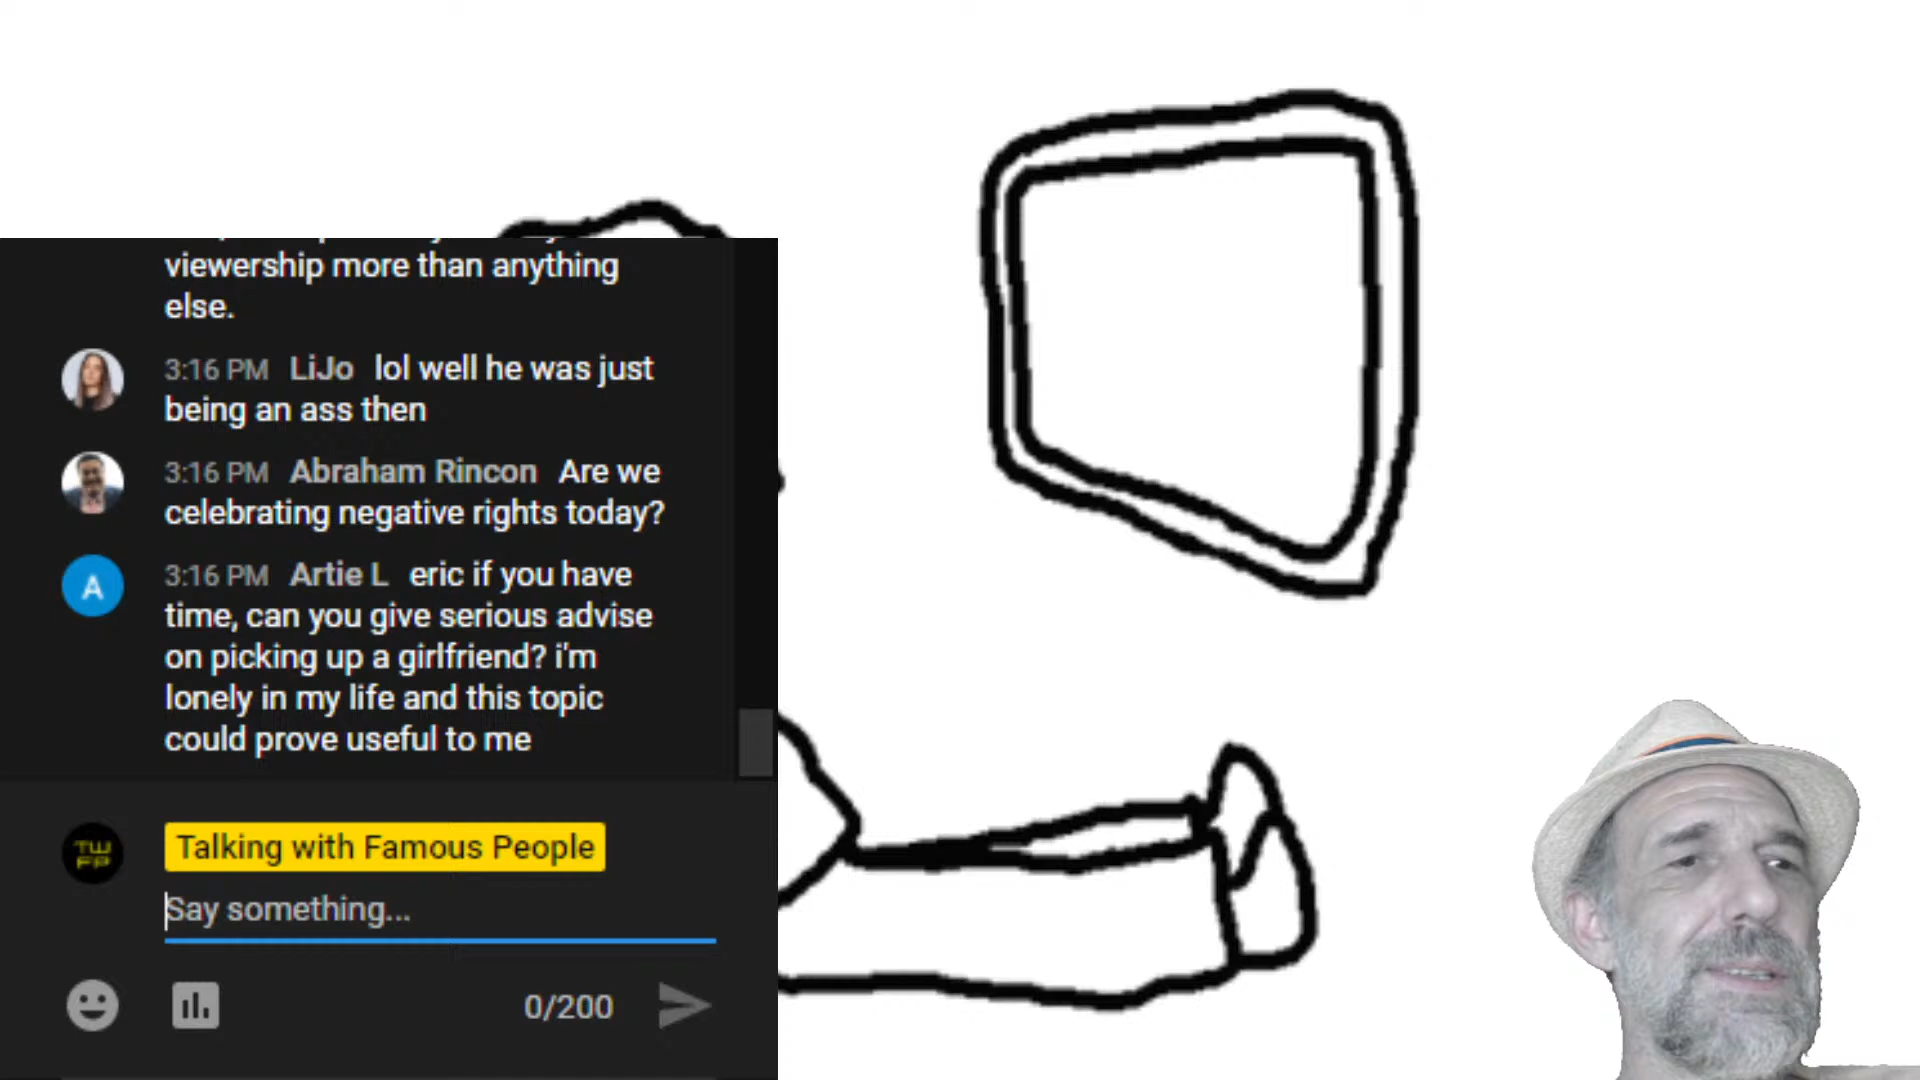 viewership more than anything
else.
3:16 PM LiJo lol well he was just
being an ass then
3:16 PM Abraham Rincon Are we
celebrating negative rights today?
A
3:16 PM Artie L eric if you have
time, can you give serious advise
on picking up a girlfriend? i'm
lonely in my life and this topic
could prove useful to me
TW
FP
Talking with Famous People
Say something...
0/200